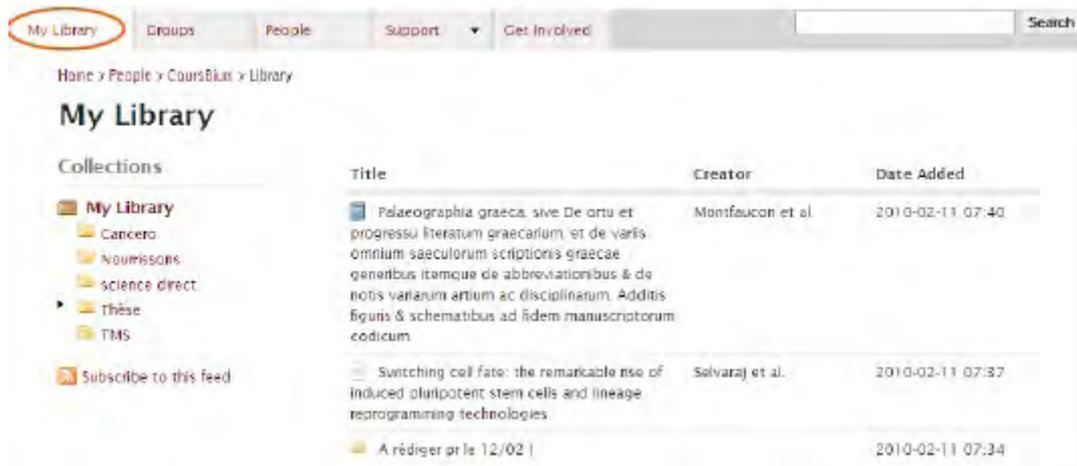 My Library Groups People Support Get Involved Search
Home > People > CoursBium > Library
My Library
Collections
My Library
Cancero
Nourrissons
science direct
Thèse
TMS
Subscribe to this feed
Title Creator Date Added
Palaeographia graeca, sive De ortu et Montfaucon et al. 2010-02-11 07:40
progressu literatum graecarium, et de variis
omnium saeculorum scriptionis graecae
generibus itemque de abbreviationibus & de
notis variarum artium ac disciplinarum. Additis
figuris & schematibus ad fidem manuscriptorum
codicum
Switching cell fate: the remarkable rise of Selvaraj et al. 2010-02-11 07:37
induced pluripotent stem cells and lineage
reprogramming technologies
A rédiger pr le 12/02 ! 2010-02-11 07:34